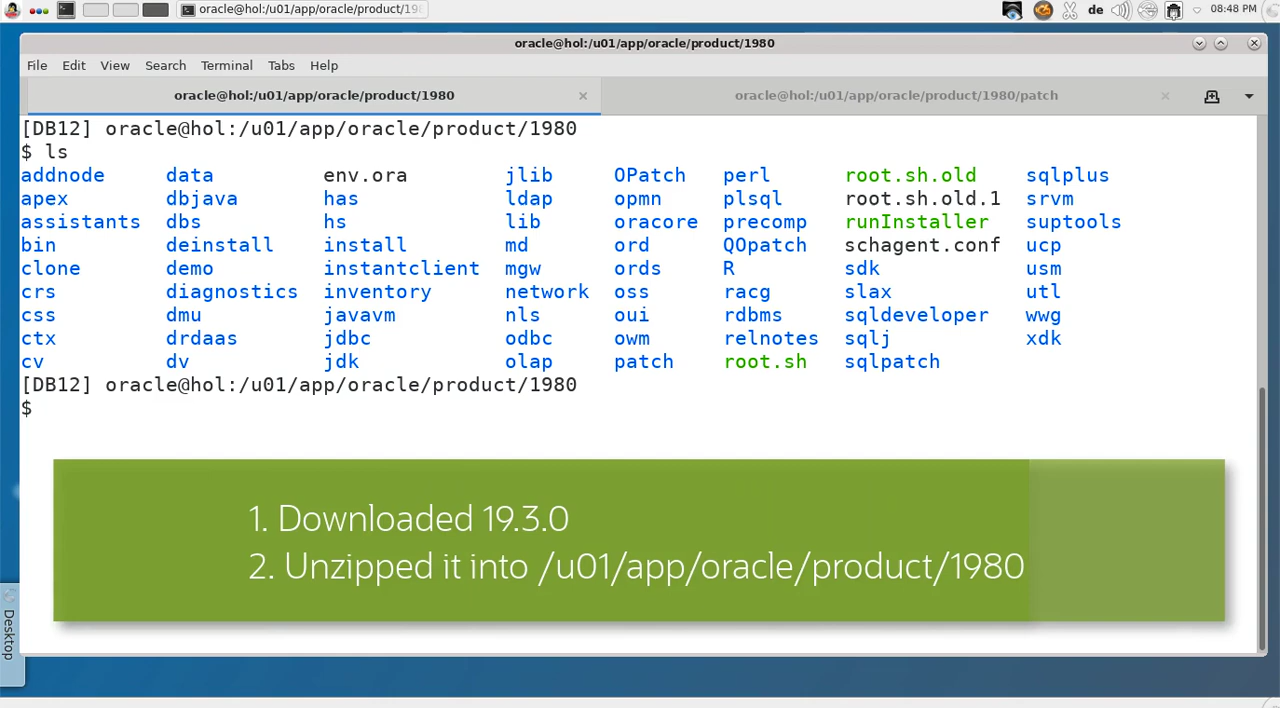 oracle@hol:/u01/app/oracle/product/19
de
08:48 PM
oracle@hol:/u01/app/oracle/product/1980
File Edit View Search Terminal Tabs Help
oracle@hol:/u01/app/oracle/product/1980
oracle@hol:/u01/app/oracle/product/1980/patch
[DB12] oracle@hol:/u01/app/oracle/product/1980
$ ls
addnode data env.ora jlib OPatch perl root.sh.old sqlplus
apex dbjava has ldap opmn plsql root.sh.old.1 srvm
assistants dbs hs lib oracore precomp runInstaller suptools
bin deinstall install md ord QOpatch schagent.conf ucp
clone demo instantclient mgw ords R sdk usm
crs diagnostics inventory network oss racg slax utl
css dmu javavm nls oui rdbms sqldeveloper wwg
ctx drdaas jdbc odbc owm relnotes sqlj xdk
cv dv jdk olap patch root.sh sqlpatch
[DB12] oracle@hol:/u01/app/oracle/product/1980
$
1. Downloaded 19.3.0
2. Unzipped it into /u01/app/oracle/product/1980
Desktop